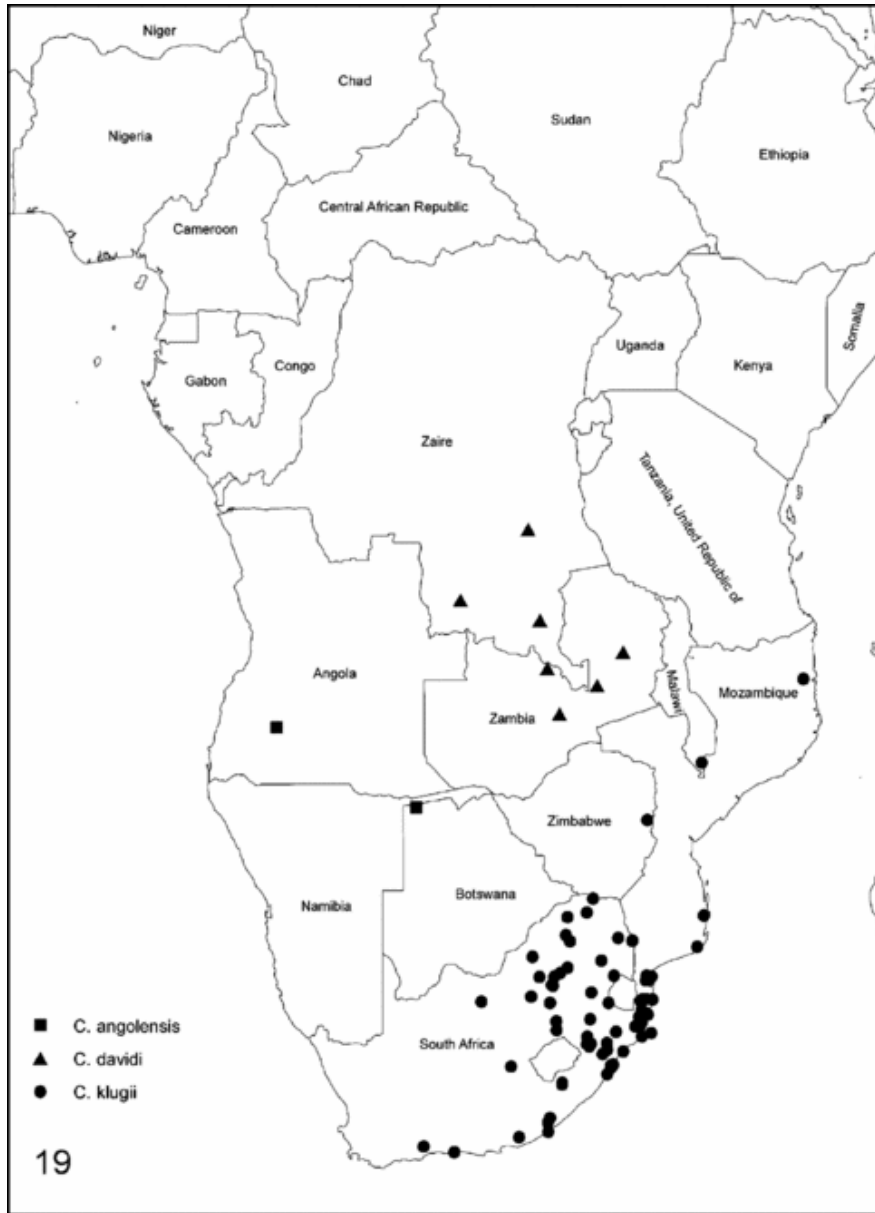 Niger
Chad
Sudan
Nigeria
Ethiopia
Central African Republic
Cameroon
Somalia
Uganda
Congo
Kenya
Gabon
Zaire
Tanzania, United Republic of
Angola
Malawi
Mozambique
Zambia
Zimbabwe
Botswana
Namibia
C. angolensis
South Africa
C. davidi
C. klugii
19